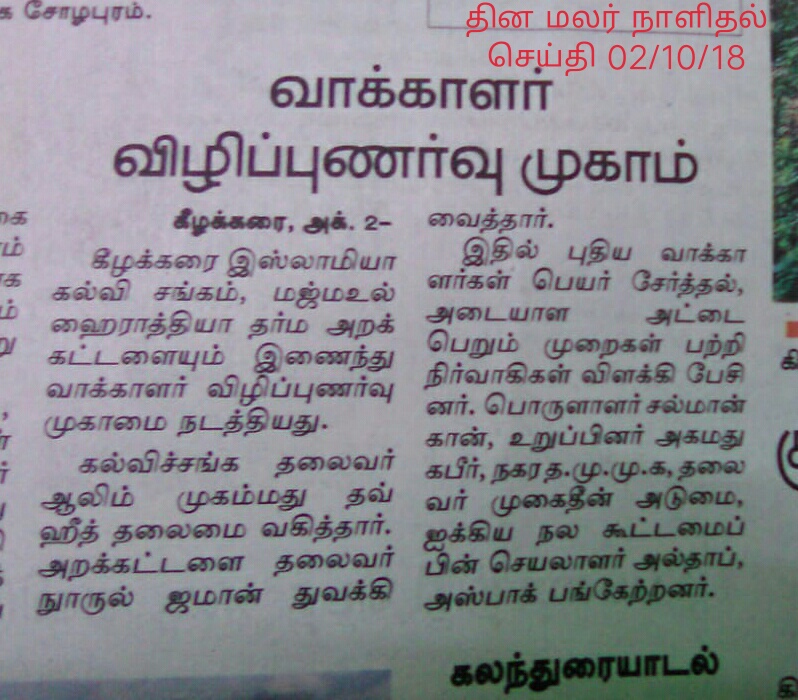 க சோழபுரம்.
தின மலர் நாளிதல்
செய்தி 02/10/18
வாக்காளர்
விழிப்புணர்வு முகாம்
கீழக்கரை, அக். 2–
கீழக்கரை இஸ்லாமியா
கல்வி சங்கம், மஜ்மஉல்
ஹைராத்தியா தர்ம அறக்
கட்டளையும் இணைந்து
வாக்காளர் விழிப்புணர்வு
முகாமை நடத்தியது.
கல்விச்சங்க தலைவர்
ஆலிம் முகம்மது தவ்
ஹீத் தலைமை வகித்தார்.
அறக்கட்டளை தலைவர்
நூருல் ஜமான் துவக்கி
வைத்தார்.
இதில் புதிய வாக்கா
ளர்கள் பெயர் சேர்த்தல்,
அடையாள அட்டை
பெறும் முறைகள் பற்றி
நிர்வாகிகள் விளக்கி பேசி
னர். பொருளாளர் சல்மான்
கான், உறுப்பினர் அகமது
கபீர், நகர த.மு.மு.க, தலை
வர் முகைதீன் அடுமை,
ஐக்கிய நல கூட்டமைப்
பின் செயலாளர் அல்தாப்,
அஸ்பாக் பங்கேற்றனர்.
கலந்துரையாடல்